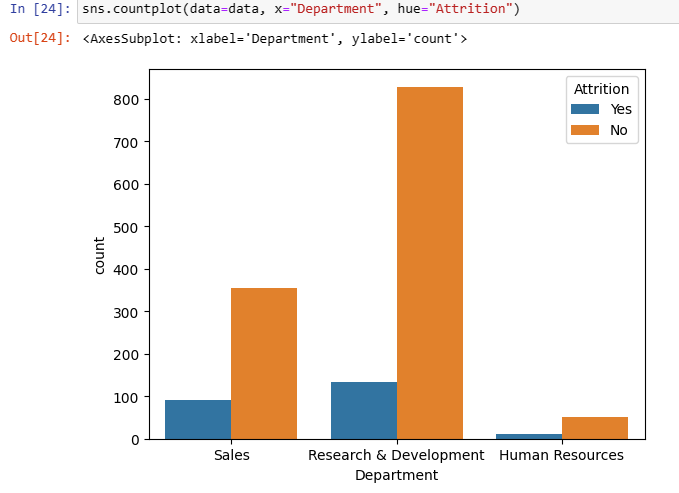 In [24]: sns.countplot(data=data, x="Department", hue="Attrition")
Out[24]: <AxesSubplot: xlabel='Department', ylabel='count'>
Attrition
Yes
No
800
700
600
500
400
300
200
100
0
count
Sales Research & Development Human Resources
Department